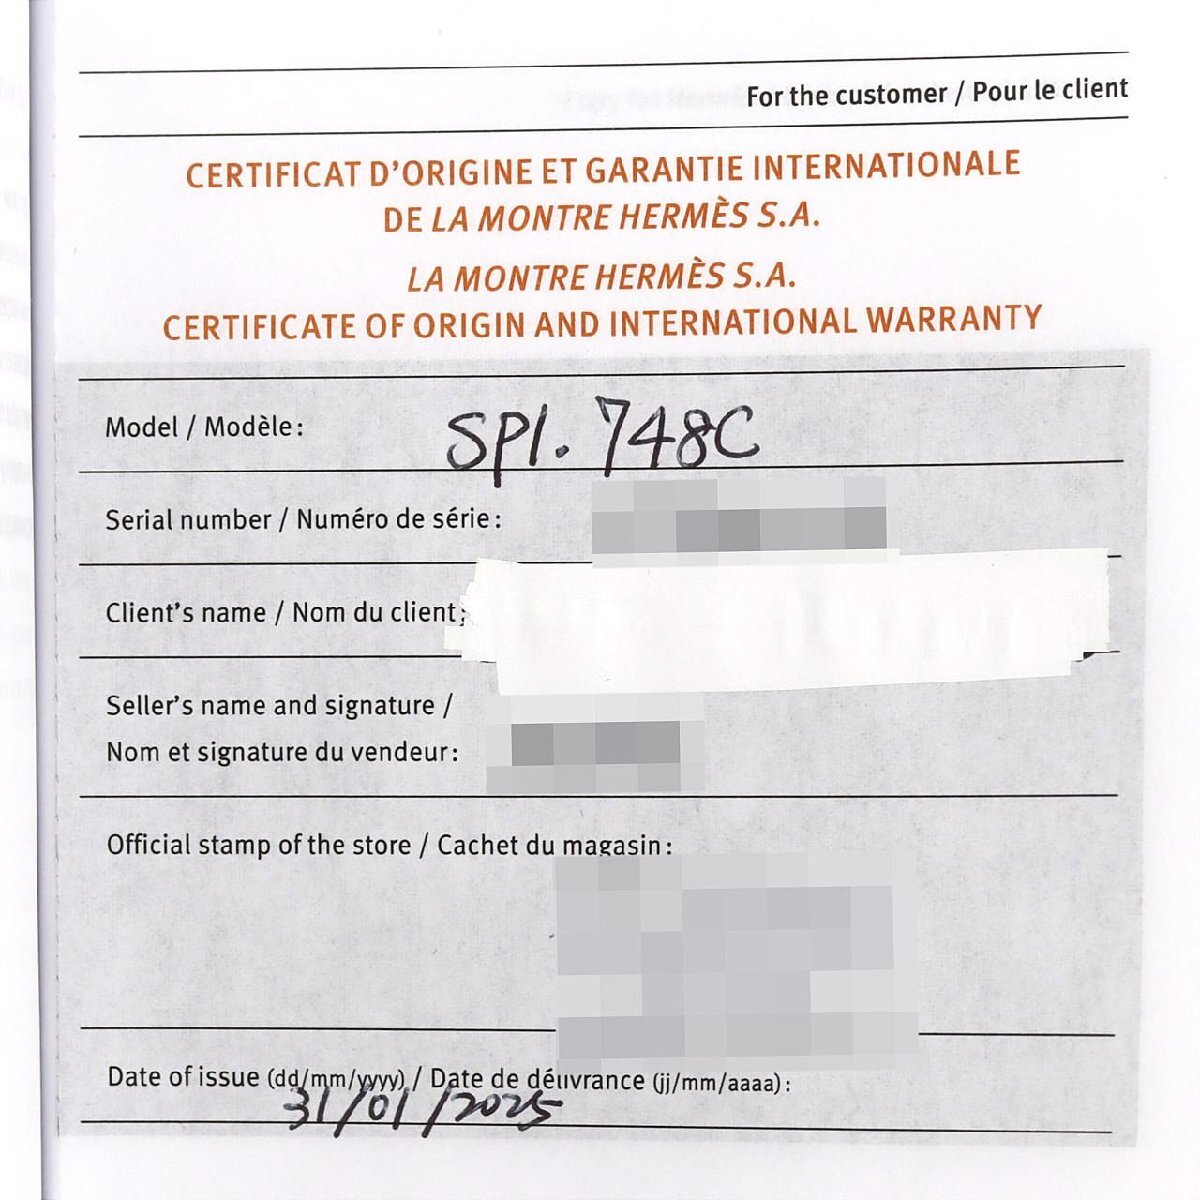 For the customer / Pour le client
CERTIFICAT D'ORIGINE ET GARANTIE INTERNATIONALE
DE LA MONTRE HERMÈS S.A.
LA MONTRE HERMÈS S.A.
CERTIFICATE OF ORIGIN AND INTERNATIONAL WARRANTY
Model / Modèle: SP1. 748C
Serial number / Numéro de série:
Client's name / Nom du client:
Seller's name and signature /
Nom et signature du vendeur:
Official stamp of the store / Cachet du magasin:
Date of issue (dd/mm/yyyy) / Date de délivrance (jj/mm/aaaa):
31/01/2025